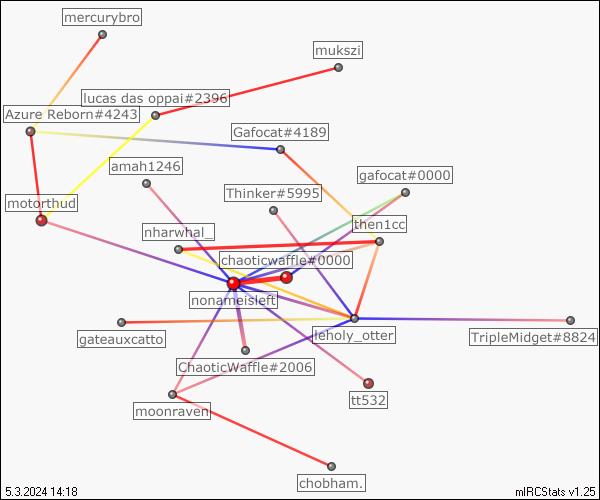 mercurybro
mukszi
lucas das oppai#2396
Azure Reborn#4243
Gafocat#4189
amah1246
gafocat#0000
Thinker#5995
motorthud
then1cc
nharwhal_
chaoticwaffle#0000
nonameisleft
leholy_otter
gateauxcatto
TripleMidget#8824
ChaoticWaffle#2006
tt532
moonraven
chobham.
5.3.2024 14:18
mIRCStats v1.25